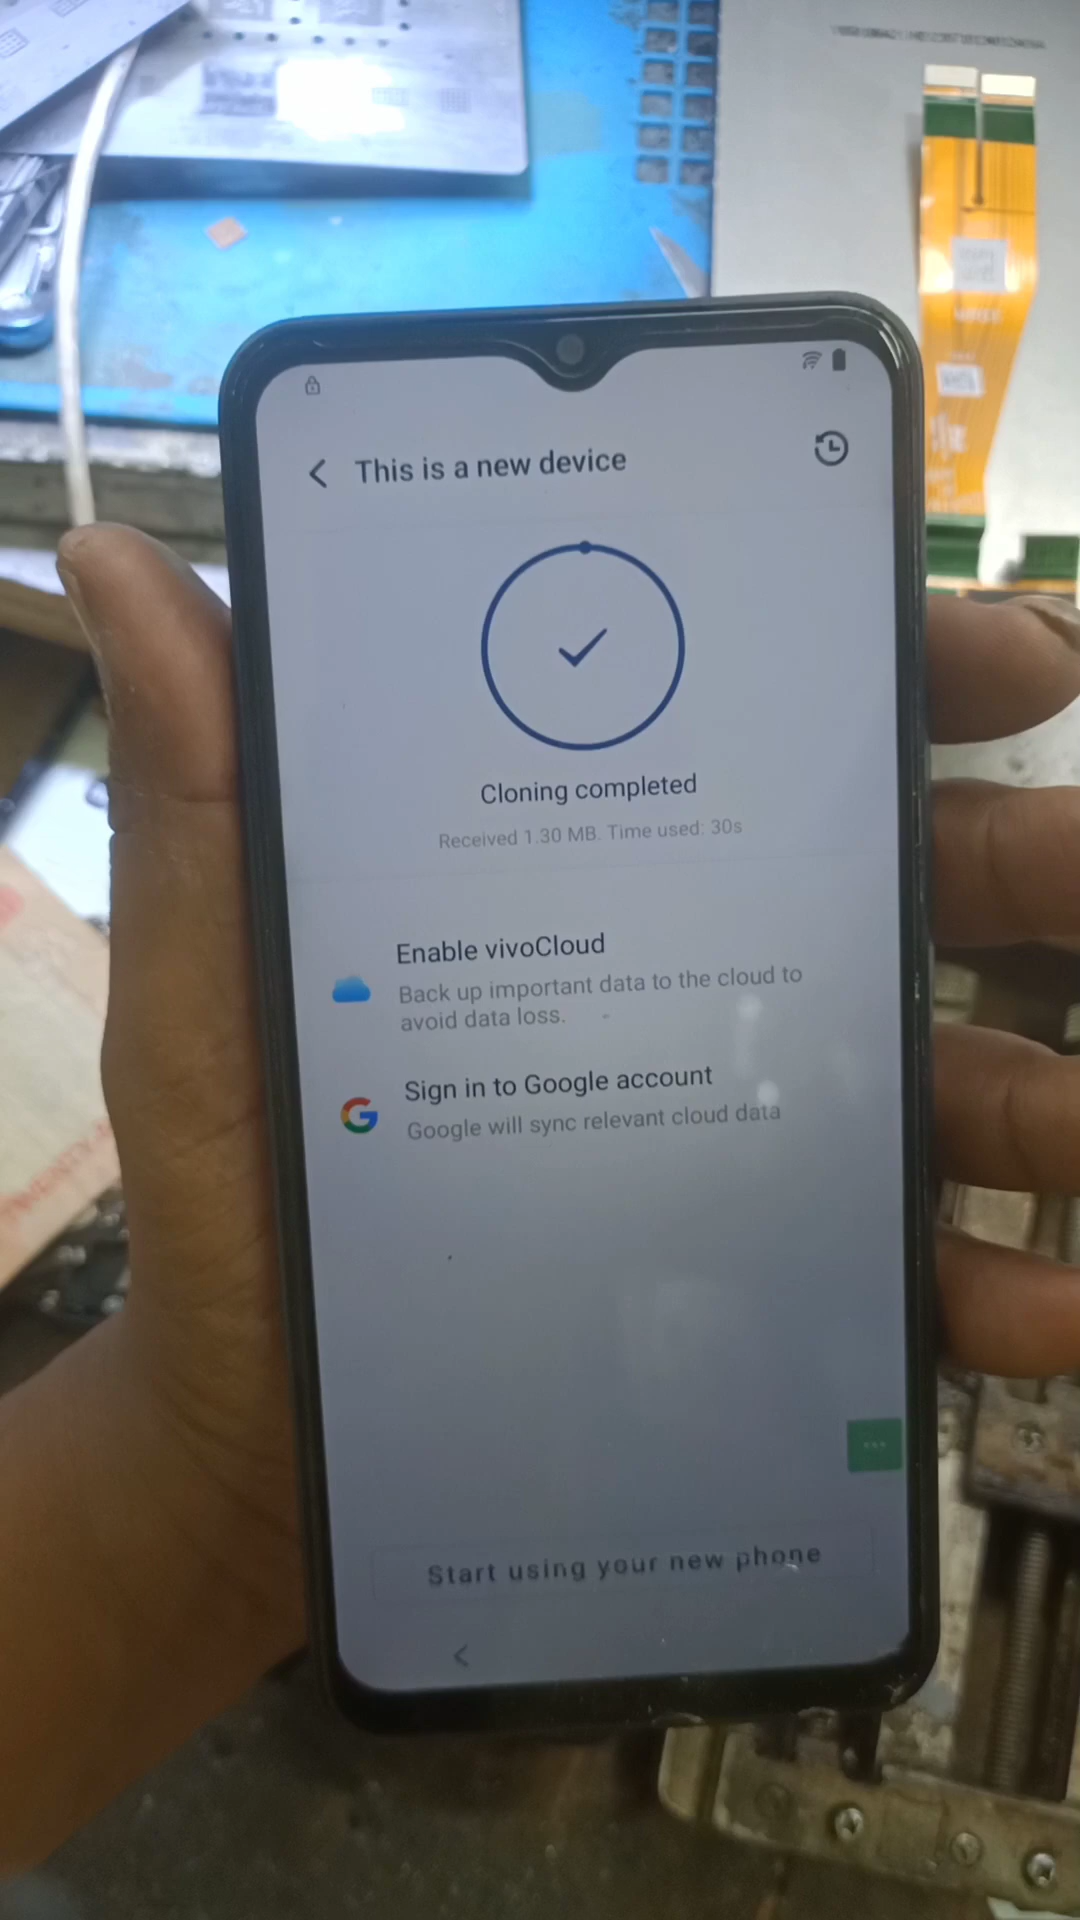 This is a new device
Cloning completed
Received 1.30 MB. Time used: 30s
Enable vivoCloud
Back up important data to the cloud to
avoid data loss.
Sign in to Google account
Google will sync relevant cloud data
Start using your new phone